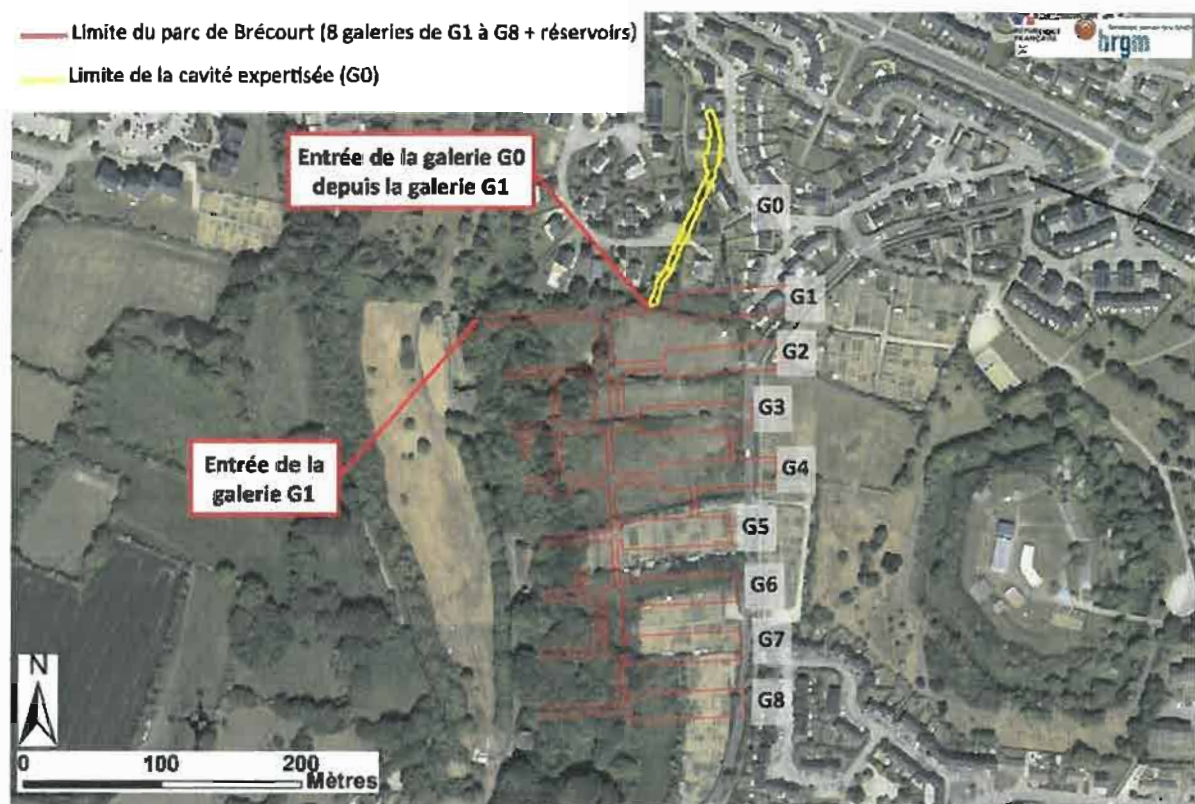 Limite du parc de Brécourt (8 galeries de G1 à G8 + réservoirs)
Limite de la cavité expertisée (G0)
RÉPUBLIQUE
FRANÇAISE
brgm
Entrée de la galerie G0
depuis la galerie G1
G0
G1
G2
G3
G4
Entrée de la
galerie G1
G5
G6
G7
G8
N
0 100 200
Mètres